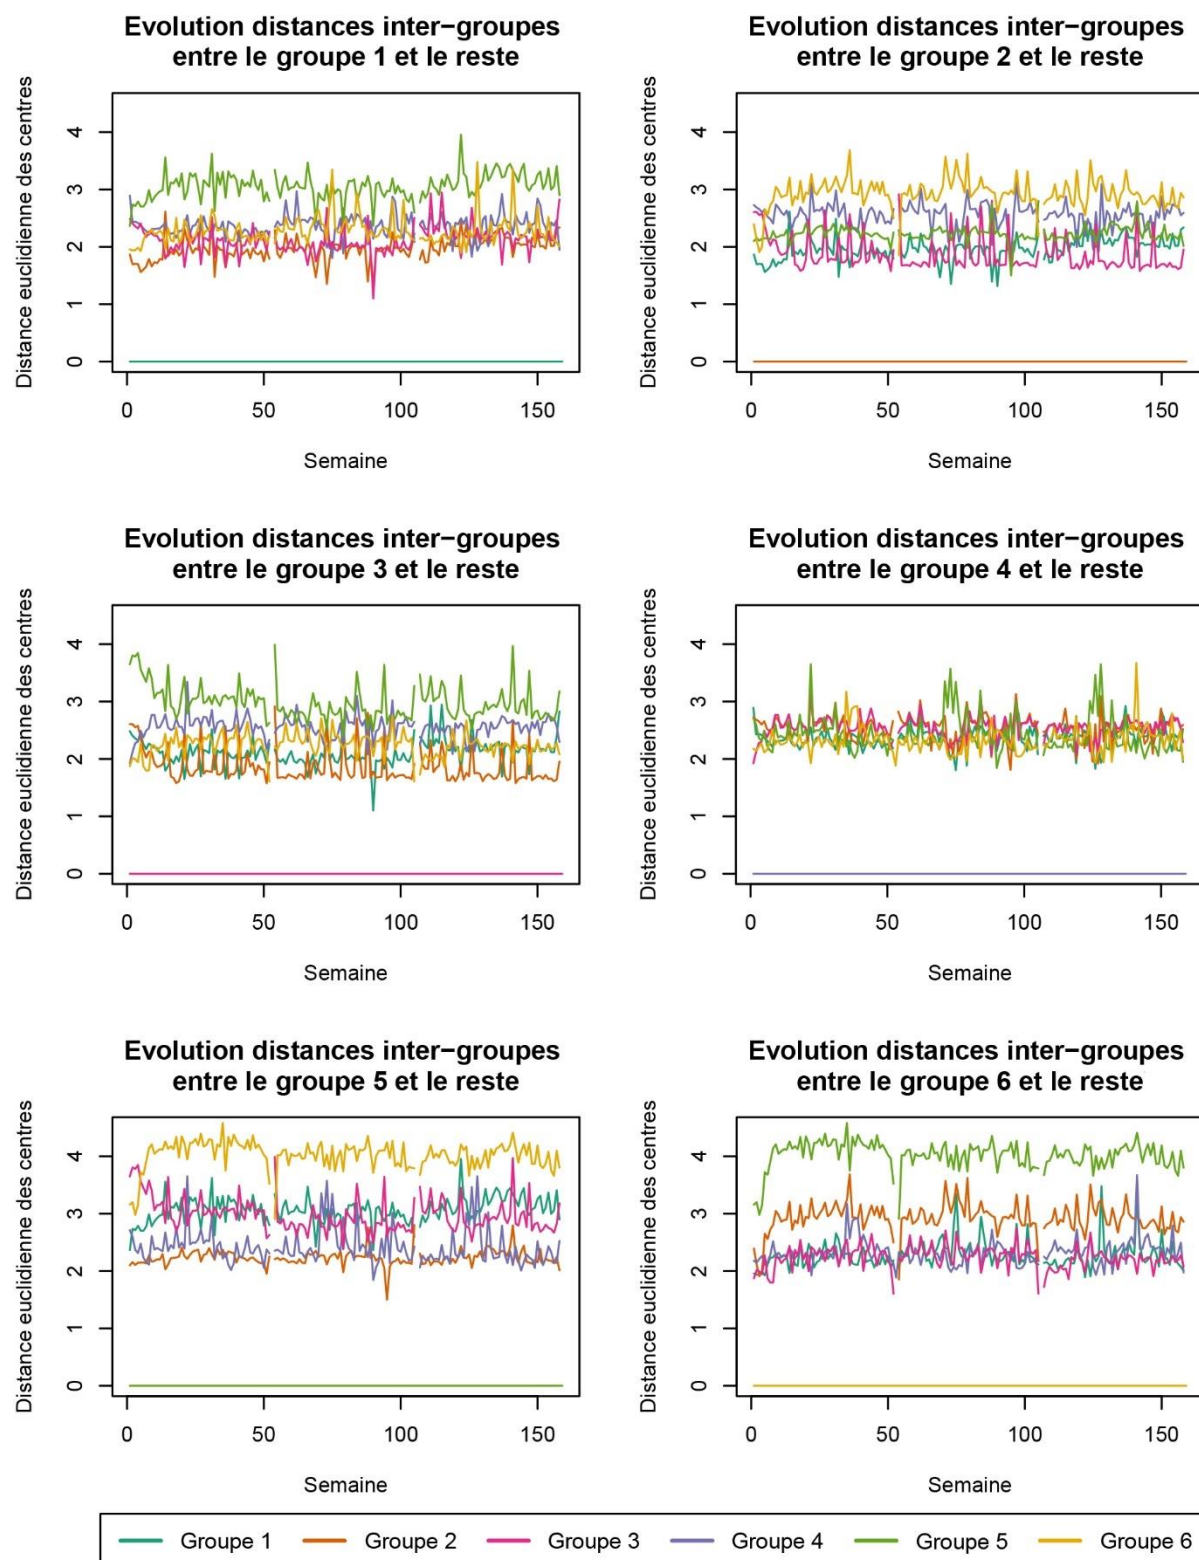 Evolution distances inter−groupes
entre le groupe 1 et le reste
Distance euclidienne des centres
4
3
2
1
0
0 50 100 150
Semaine
Evolution distances inter−groupes
entre le groupe 2 et le reste
Distance euclidienne des centres
4
3
2
1
0
0 50 100 150
Semaine
Evolution distances inter−groupes
entre le groupe 3 et le reste
Distance euclidienne des centres
4
3
2
1
0
0 50 100 150
Semaine
Evolution distances inter−groupes
entre le groupe 4 et le reste
Distance euclidienne des centres
4
3
2
1
0
0 50 100 150
Semaine
Evolution distances inter−groupes
entre le groupe 5 et le reste
Distance euclidienne des centres
4
3
2
1
0
0 50 100 150
Semaine
Evolution distances inter−groupes
entre le groupe 6 et le reste
Distance euclidienne des centres
4
3
2
1
0
0 50 100 150
Semaine
Groupe 1 Groupe 2 Groupe 3 Groupe 4 Groupe 5 Groupe 6